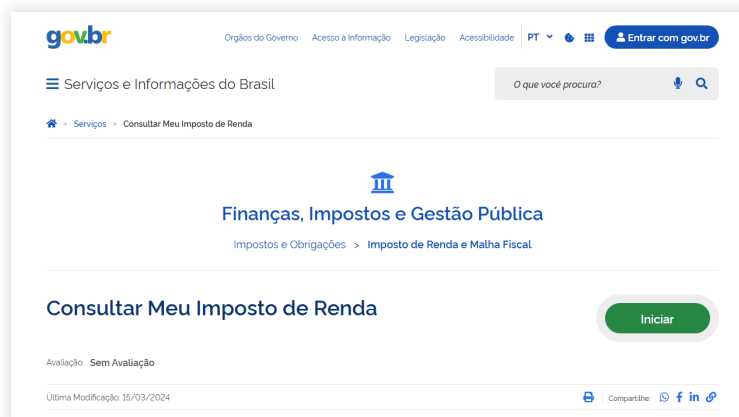 gov.br
Órgãos do Governo Acesso à Informação Legislação Acessibilidade PT Entrar com gov.br
Serviços e Informações do Brasil
O que você procura?
> Serviços > Consultar Meu Imposto de Renda
Finanças, Impostos e Gestão Pública
Impostos e Obrigações > Imposto de Renda e Malha Fiscal
Consultar Meu Imposto de Renda
Iniciar
Avaliação: Sem Avaliação
Última Modificação: 15/03/2024
Compartilhe: